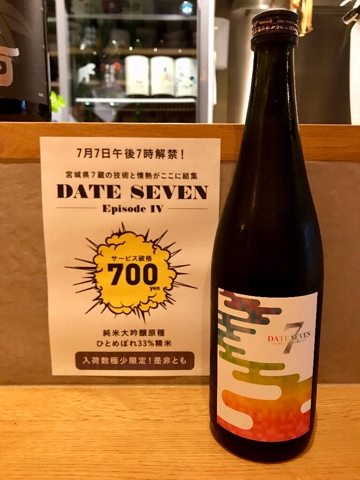 7月7日午後7時解禁!
宮城県7蔵の技術と情熱がここに結集
DATE SEVEN
Episode IV
サービス破格
700
yen
純米大吟醸原種
ひとめぼれ33%精米
入荷数極少限定!是非とも
7
DATE SEVEN